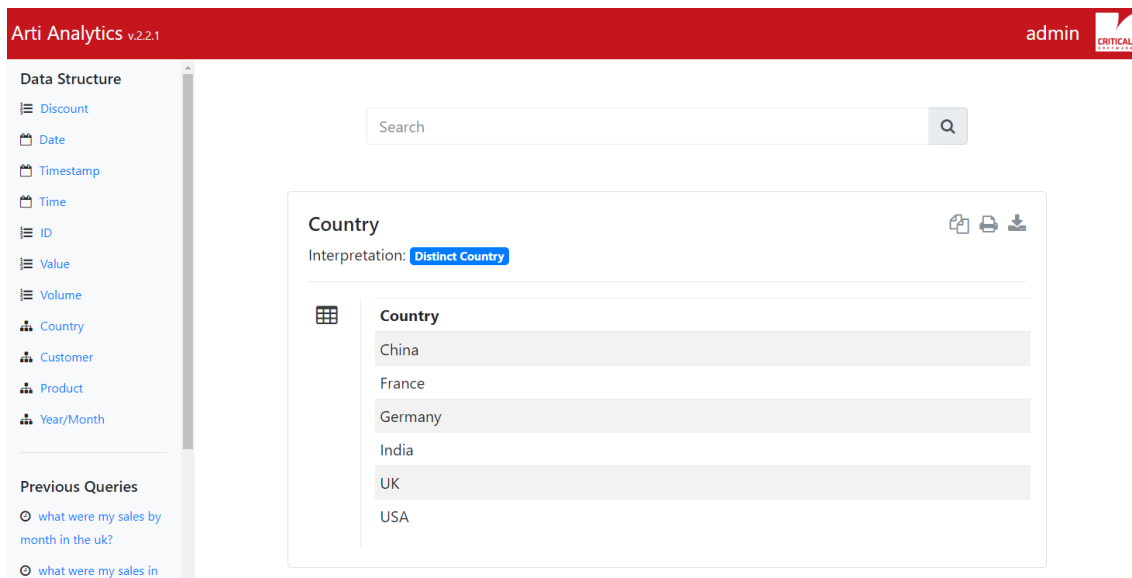 Arti Analytics v.2.2.1
admin
CRITICAL
SOFTWARE
Data Structure
Discount
Date
Timestamp
Time
ID
Value
Volume
Country
Customer
Product
Year/Month
Previous Queries
what were my sales by
month in the uk?
what were my sales in
Search
Country
Interpretation: Distinct Country
Country
China
France
Germany
India
UK
USA